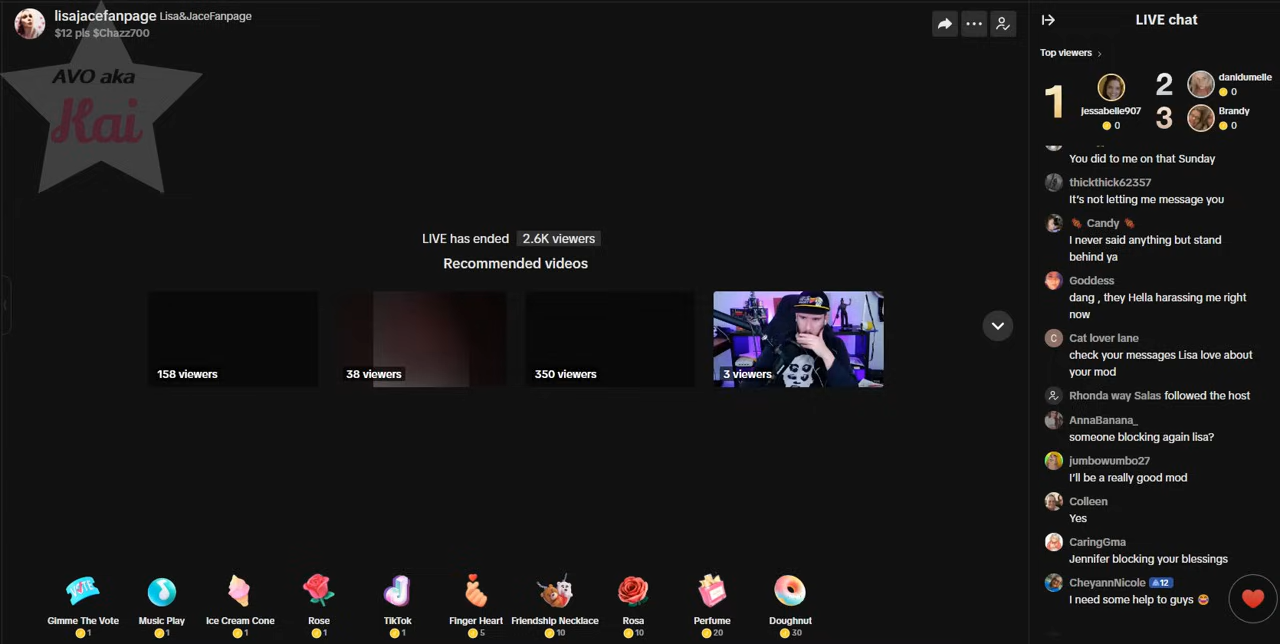 lisajacefanpage Lisa&JaceFanpage
$12 pls $Chazz700
AVO aka
Kai
LIVE has ended 2.6K viewers
Recommended videos
158 viewers
38 viewers
350 viewers
3 viewers
Gimme The Vote
1
Music Play
1
Ice Cream Cone
1
Rose
1
TikTok
1
Finger Heart
5
Friendship Necklace
10
Rosa
10
Perfume
20
Doughnut
30
LIVE chat
Top viewers
1
jessabelle907
0
2
danidumelle
0
3
Brandy
0
You did to me on that Sunday
thickthick62357
It's not letting me message you
Candy
I never said anything but stand
behind ya
Goddess
dang , they Hella harassing me right
now
C Cat lover lane
check your messages Lisa love about
your mod
Rhonda way Salas followed the host
AnnaBanana_
someone blocking again lisa?
jumbowumbo27
I'll be a really good mod
Colleen
Yes
CaringGma
Jennifer blocking your blessings
CheyannNicole 12
I need some help to guys